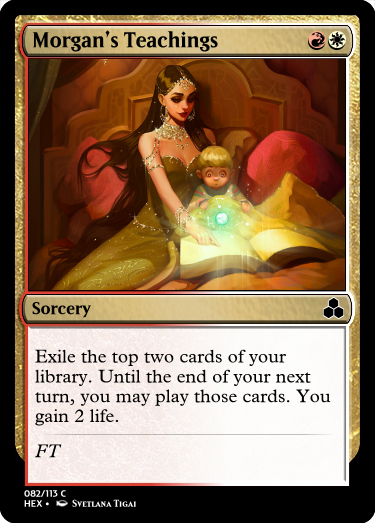 Morgan's Teachings
Sorcery
Exile the top two cards of your
library. Until the end of your next
turn, you may play those cards. You
gain 2 life.
FT
082/113 C
HEX • Svetlana Tigai